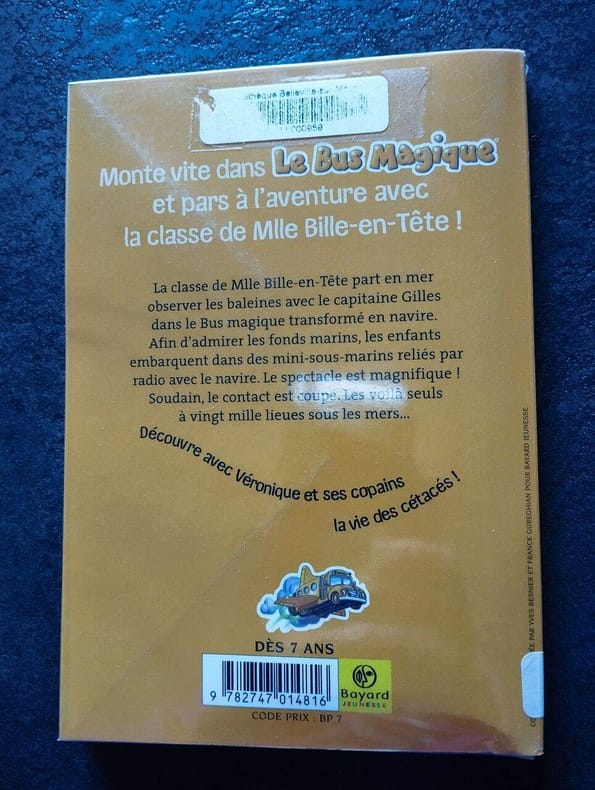 Bellevi
000959
Monte vite dans Le Bus Magique
et pars à l'aventure avec
la classe de Mlle Bille-en-Tête !
La classe de Mlle Bille-en-Tête part en mer
observer les baleines avec le capitaine Gilles
dans le Bus magique transformé en navire.
Afin d'admirer les fonds marins, les enfants
embarquent dans des mini-sous-marins reliés par
radio avec le navire. Le spectacle est magnifique !
Soudain, le contact est coupé. Les voilà seuls
à vingt mille lieues sous les mers...
Découvre avec Véronique et ses copains
la vie des cétacés !
DÈS 7 ANS
9 782747 014816
Bayard
JEUNESSE
CODE PRIX : BP 7
PAR YVES BESNIER ET FRANCK GUREGHIAN POUR BAYARD JEUNESSE